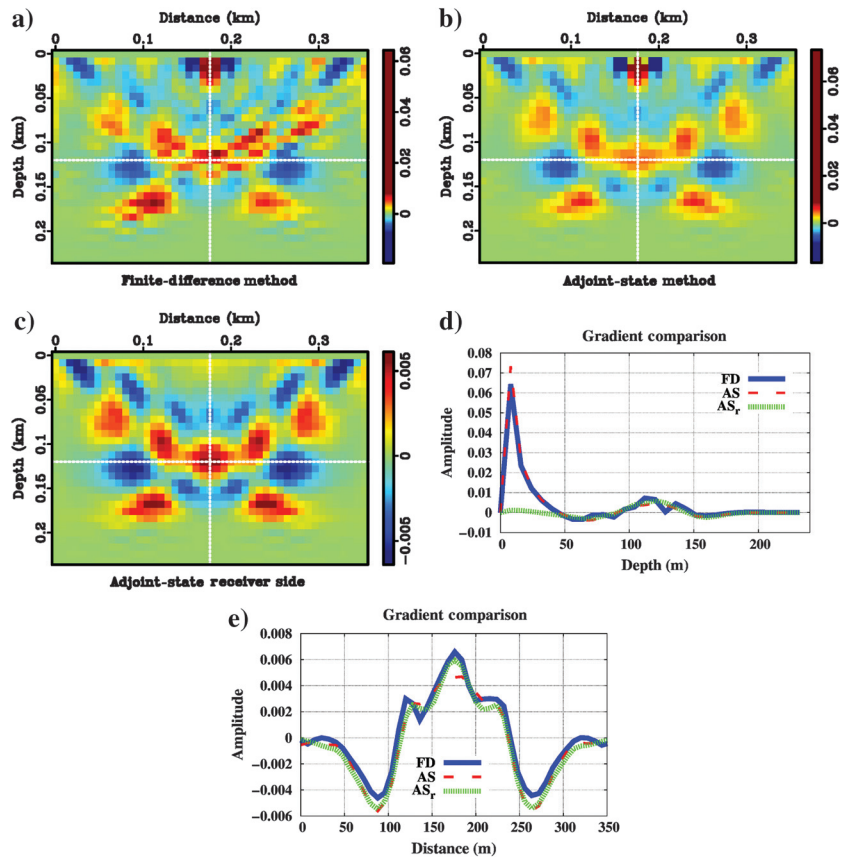 a)
Distance (km)
0 0.1 0.2 0.3
Depth (km)
0 0.05 0.1 0.15 0.2
0.06 0.04 0.02 0
Finite-difference method
b)
Distance (km)
0 0.1 0.2 0.3
Depth (km)
0 0.05 0.1 0.15 0.2
0.06 0.04 0.02 0
Adjoint-state method
c)
Distance (km)
0 0.1 0.2 0.3
Depth (km)
0 0.05 0.1 0.15 0.2
0.005 0 −0.005
Adjoint-state receiver side
d)
Gradient comparison
Amplitude
0.08
0.07
0.06
0.05
0.04
0.03
0.02
0.01
0
−0.01
FD
AS
ASr
0 50 100 150 200
Depth (m)
e)
Gradient comparison
Amplitude
0.008
0.006
0.004
0.002
0
−0.002
−0.004
−0.006
FD
AS
ASr
0 50 100 150 200 250 300 350
Distance (m)